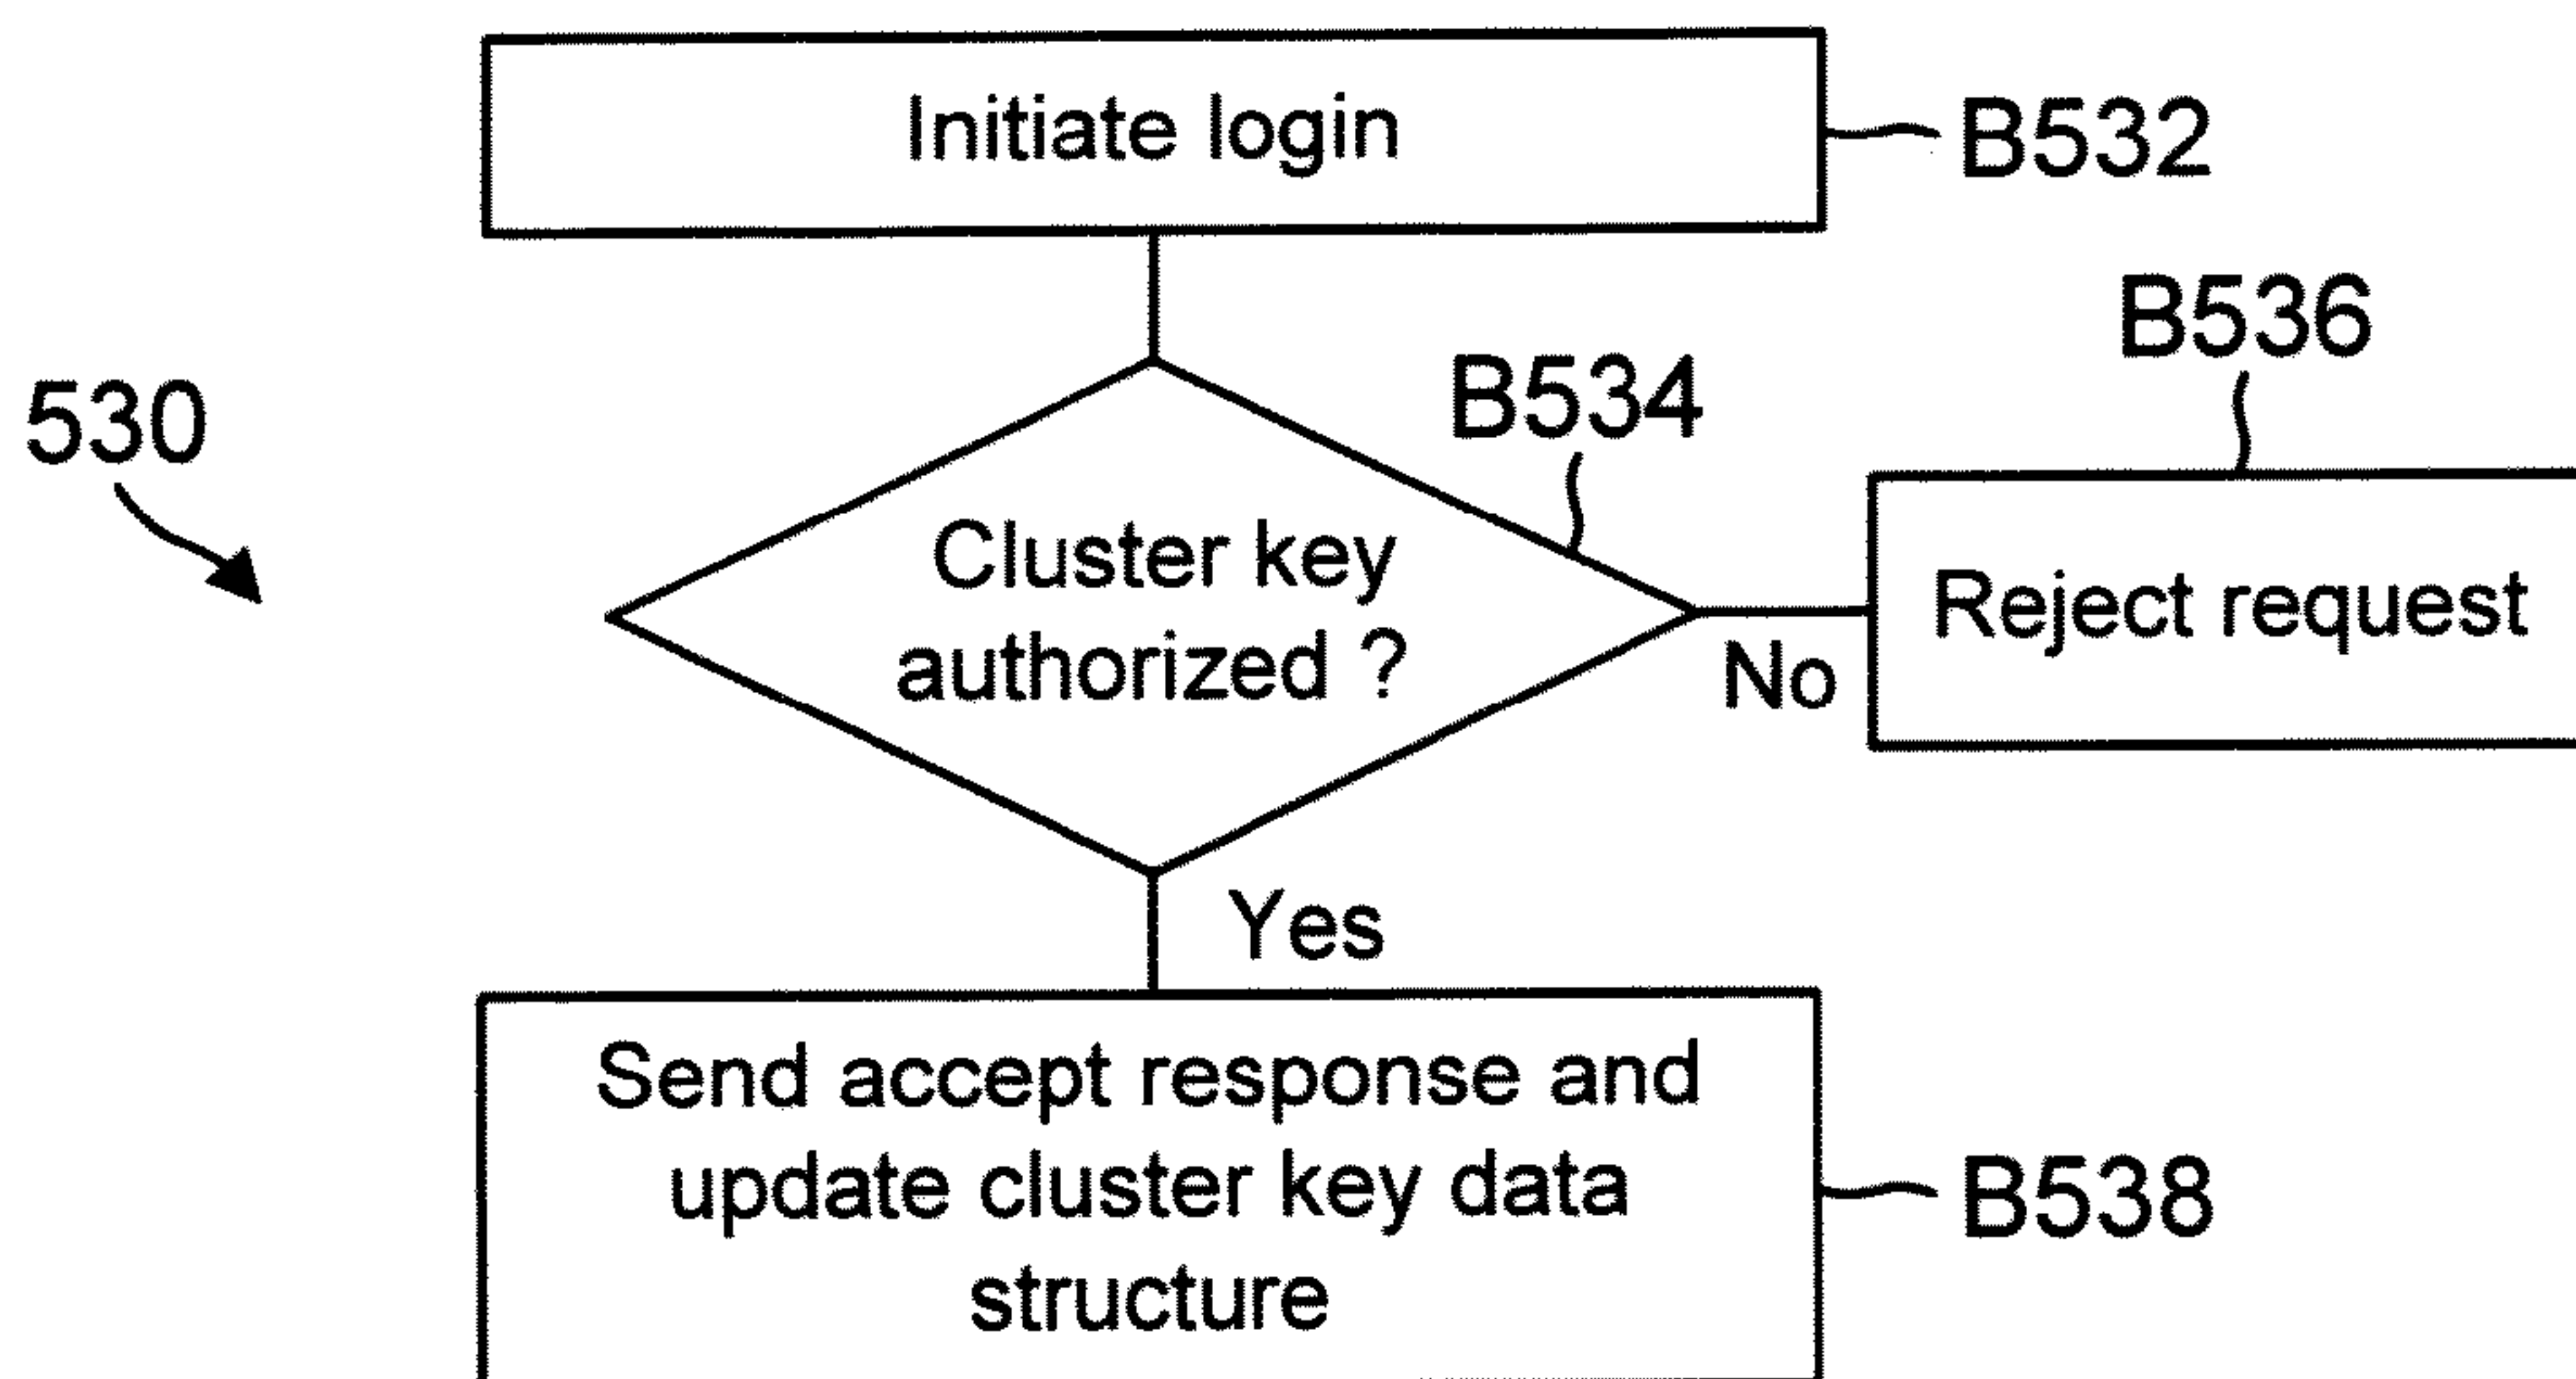 Initiate login
B532
B536
B534
530
Cluster key
authorized ?
Reject request
No
Yes
Send accept response and
update cluster key data
structure
B538